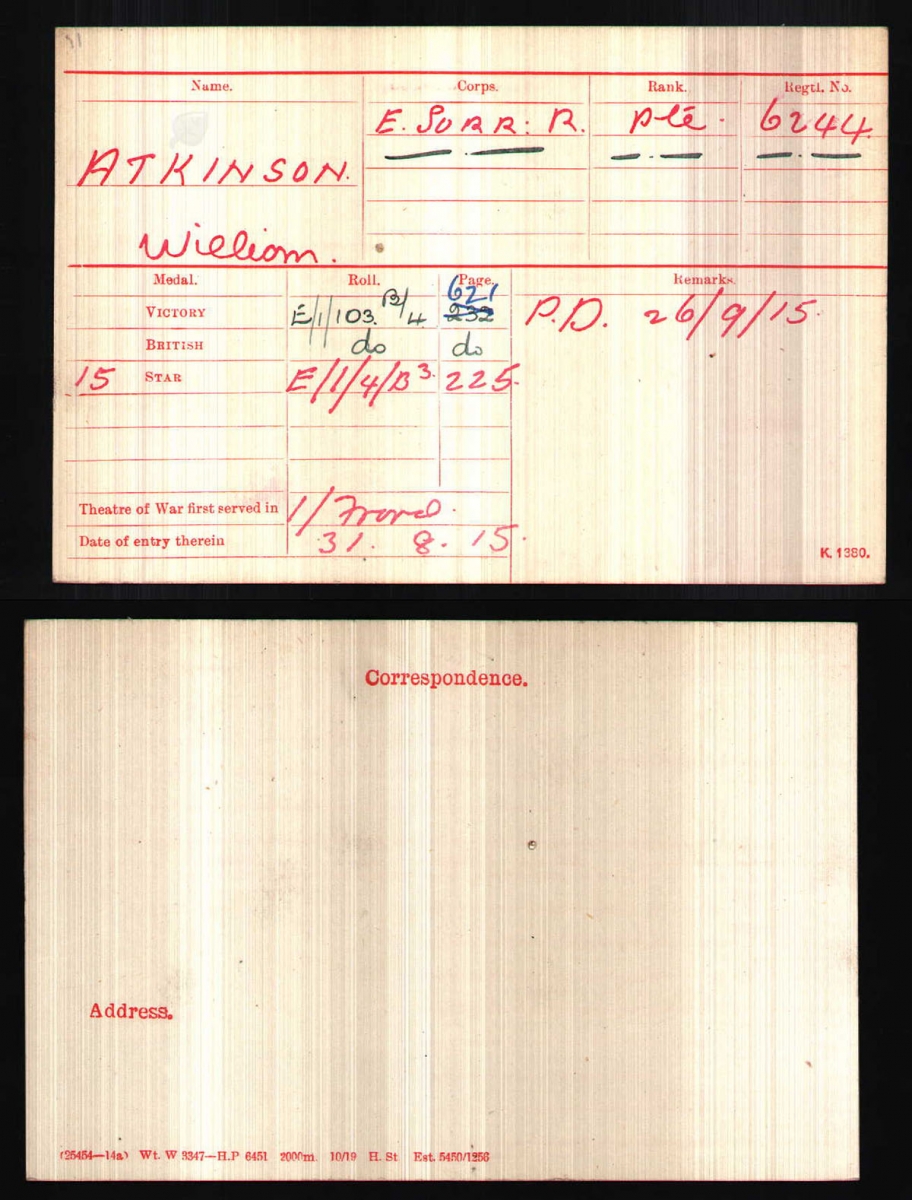 Name. Corps. Rank. Regtl. No.
E. SURR: R. Pte. 6244
ATKINSON.
William.
Medal. Roll. Page. Remarks.
621
VICTORY E/1/103.B/4 232 P.D. 26/9/15.
BRITISH do do
15 STAR E/1/4/B3. 225.
Theatre of War first served in 1/
Date of entry therein 31. 8. 15.
K. 1380.
Correspondence.
Address.
(25454—14a) Wt. W 3347—H.P 6451 2000m. 10/19 H. St Est. 5450/1256